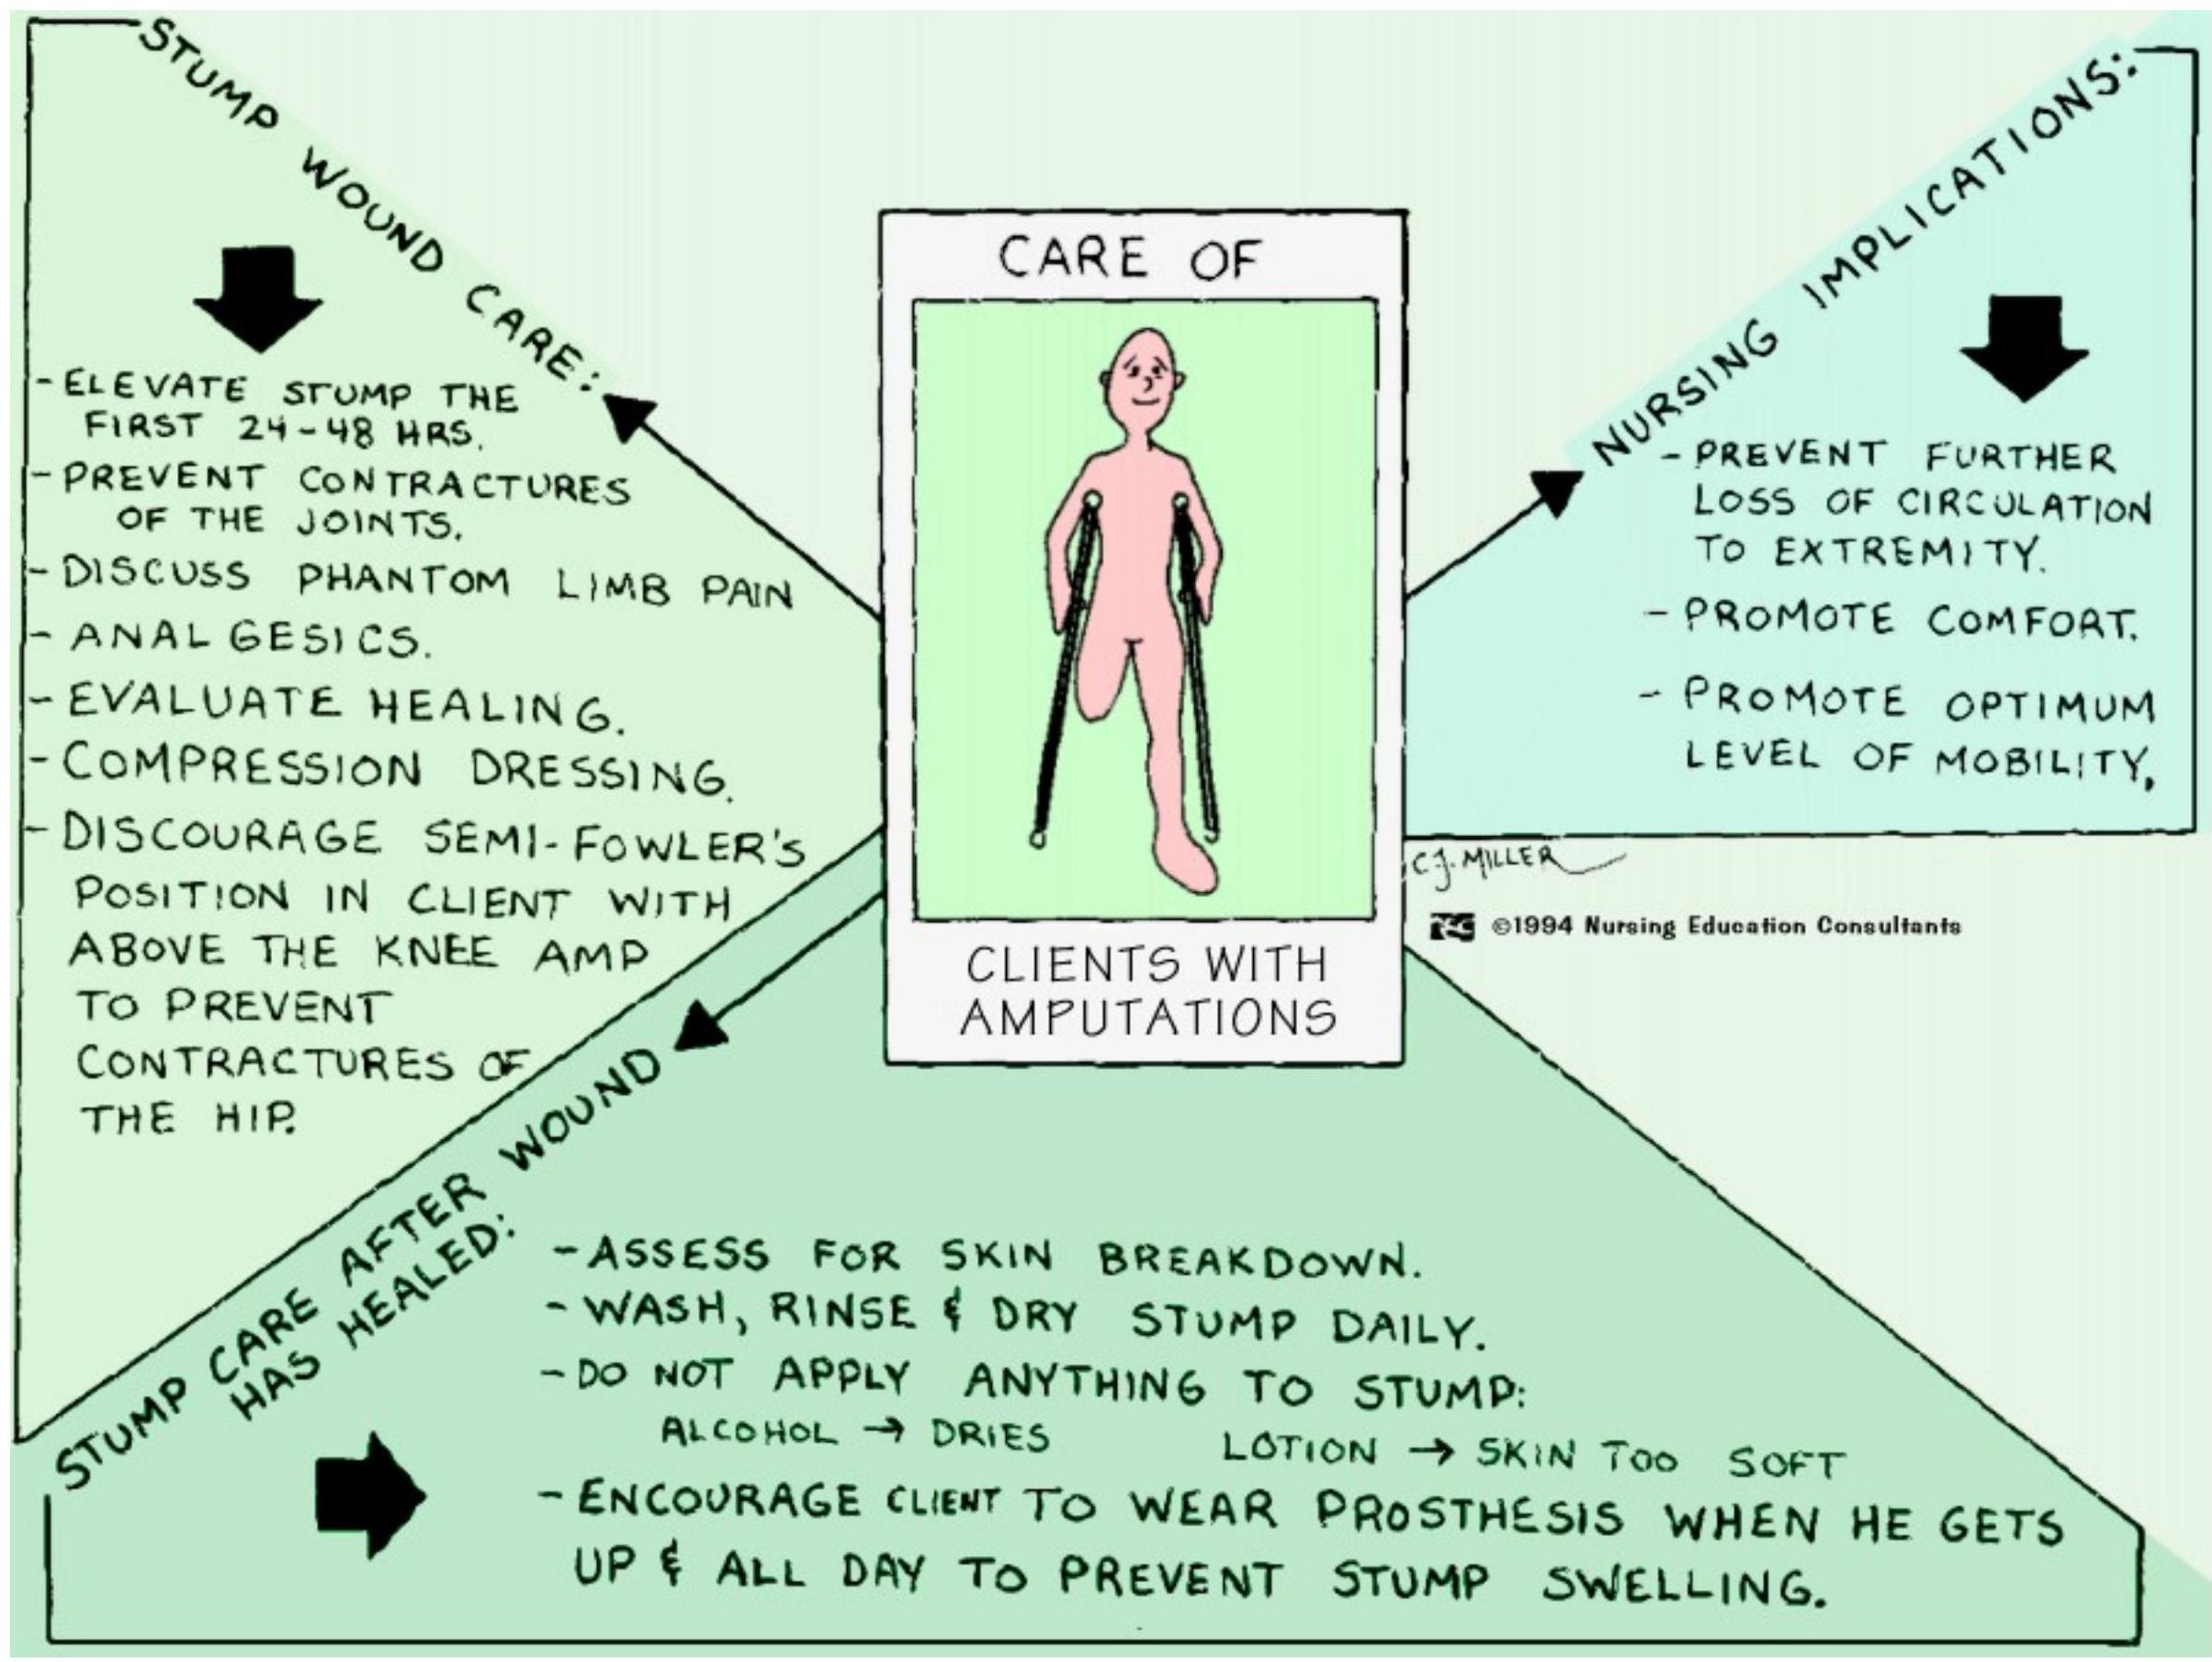 STUMP WOUND CARE:
- ELEVATE STUMP THE
FIRST 24-48 HRS.
- PREVENT CONTRACTURES
OF THE JOINTS.
- DISCUSS PHANTOM LIMB PAIN
- ANALGESICS.
- EVALUATE HEALING.
- COMPRESSION DRESSING.
- DISCOURAGE SEMI-FOWLER'S
POSITION IN CLIENT WITH
ABOVE THE KNEE AMP
TO PREVENT
CONTRACTURES OF
THE HIP.
CARE OF
CLIENTS WITH
AMPUTATIONS
NURSING IMPLICATIONS:
- PREVENT FURTHER
LOSS OF CIRCULATION
TO EXTREMITY.
- PROMOTE COMFORT.
- PROMOTE OPTIMUM
LEVEL OF MOBILITY,
C.J. MILLER
©1994 Nursing Education Consultants
STUMP CARE AFTER WOUND
HAS HEALED:
- ASSESS FOR SKIN BREAKDOWN.
- WASH, RINSE & DRY STUMP DAILY.
- DO NOT APPLY ANYTHING TO STUMP:
ALCOHOL → DRIES LOTION → SKIN TOO SOFT
- ENCOURAGE CLIENT TO WEAR PROSTHESIS WHEN HE GETS
UP & ALL DAY TO PREVENT STUMP SWELLING.